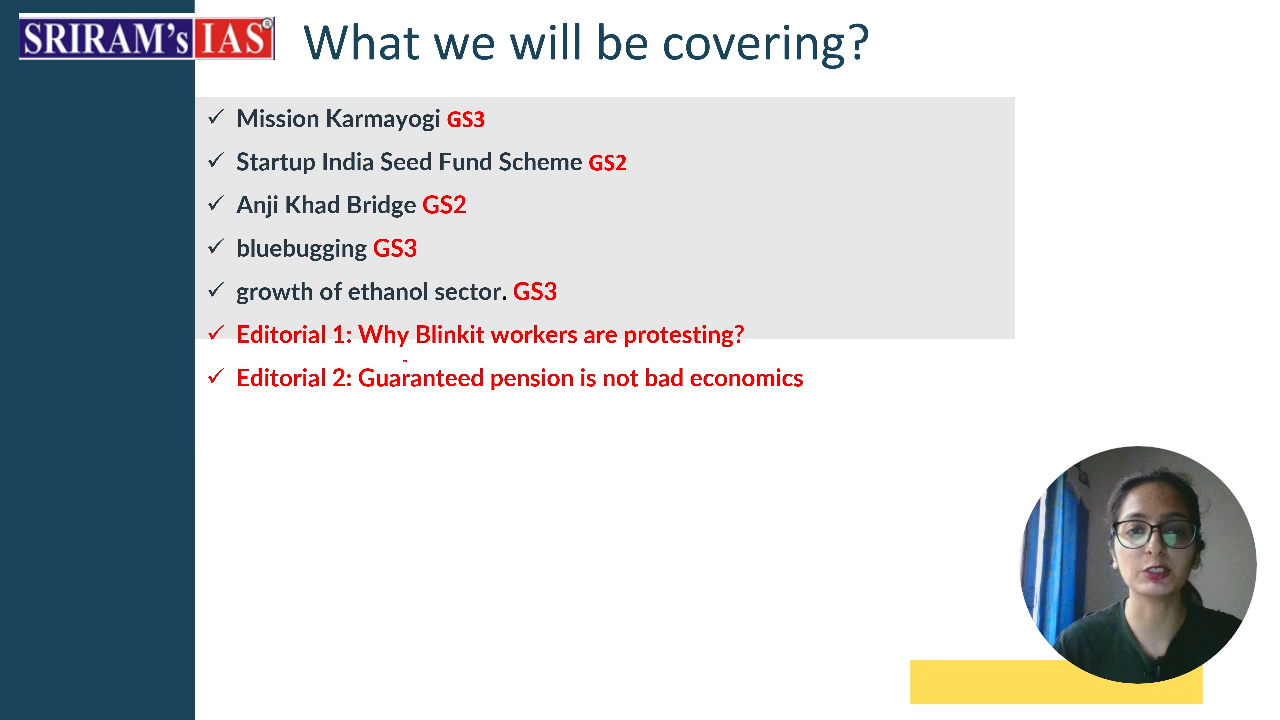 SRIRAM's IAS®
What we will be covering?
✓ Mission Karmayogi GS3
✓ Startup India Seed Fund Scheme GS2
✓ Anji Khad Bridge GS2
✓ bluebugging GS3
✓ growth of ethanol sector. GS3
✓ Editorial 1: Why Blinkit workers are protesting?
✓ Editorial 2: Guaranteed pension is not bad economics